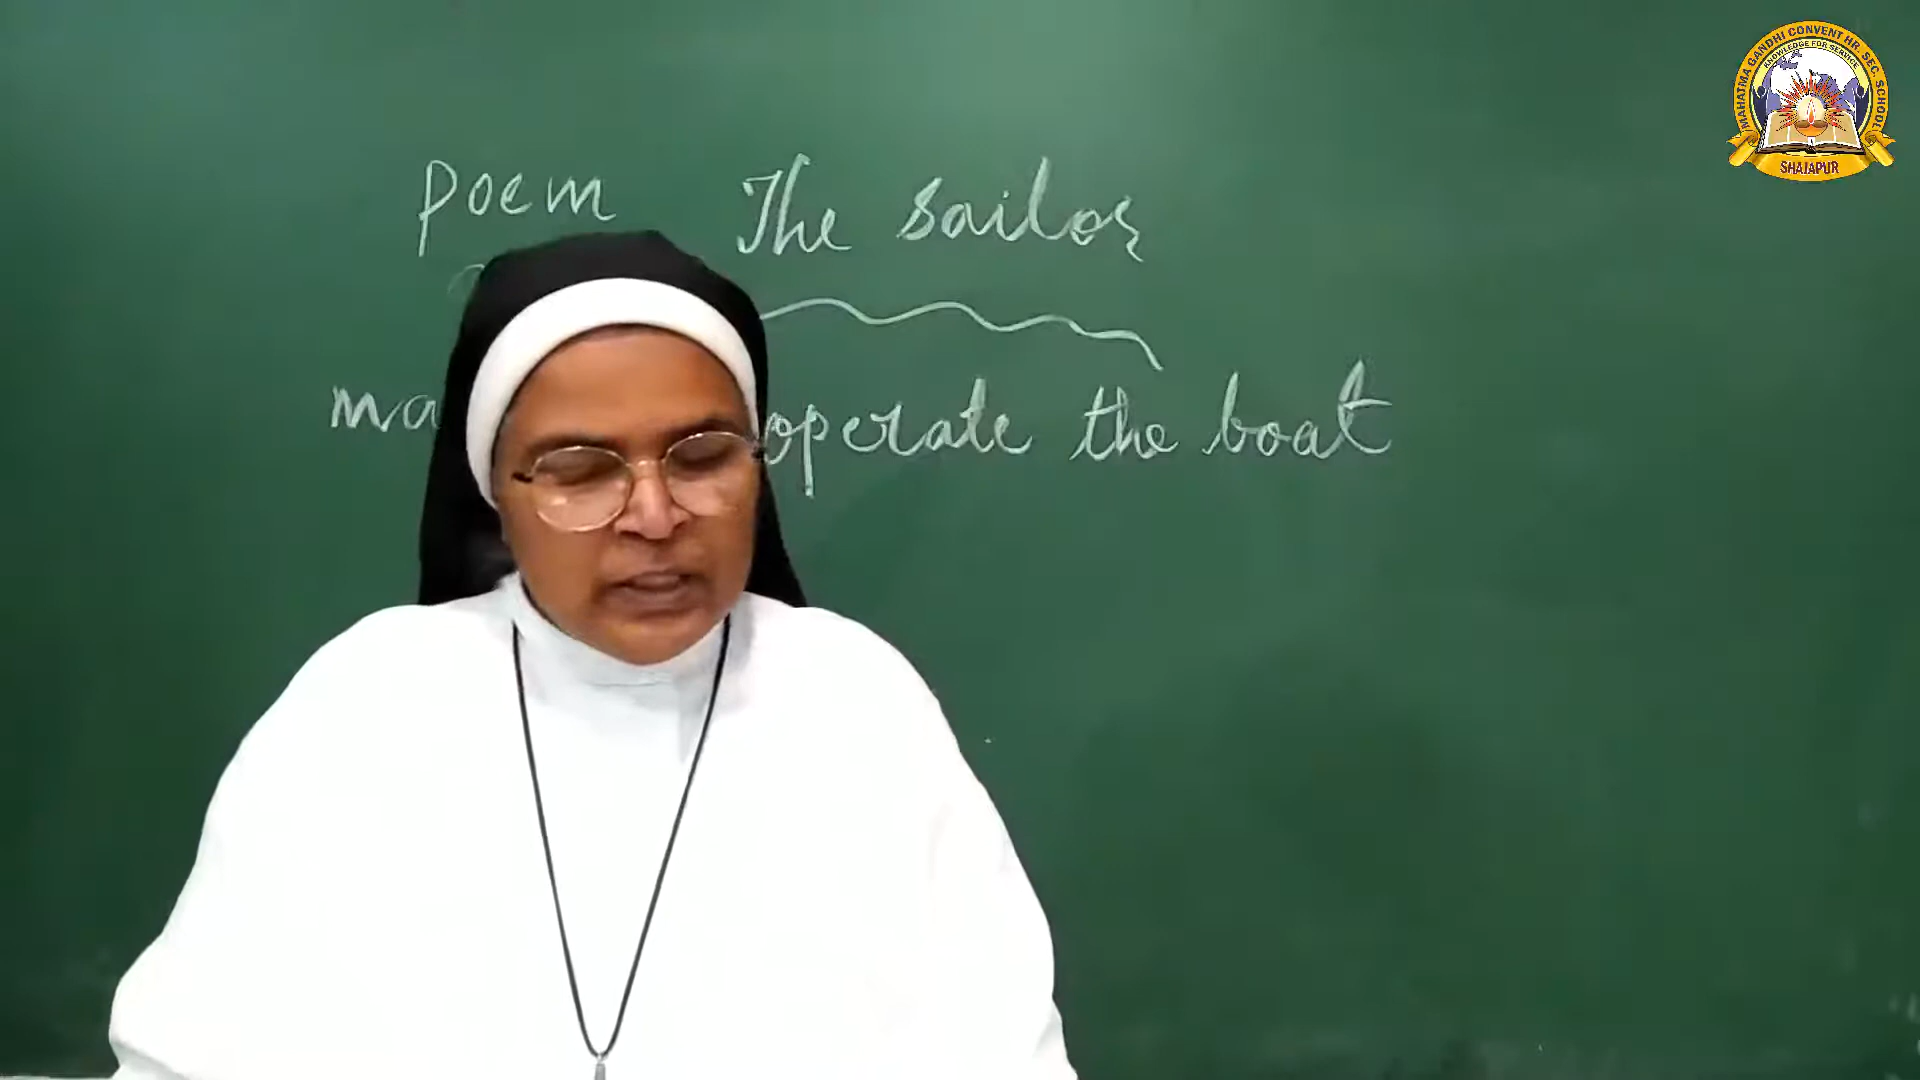 poem The sailor
operate the boat
MAHATMA GANDHI CONVENT HR. SEC. SCHOOL
KNOWLEDGE FOR SERVICE
SHAJAPUR